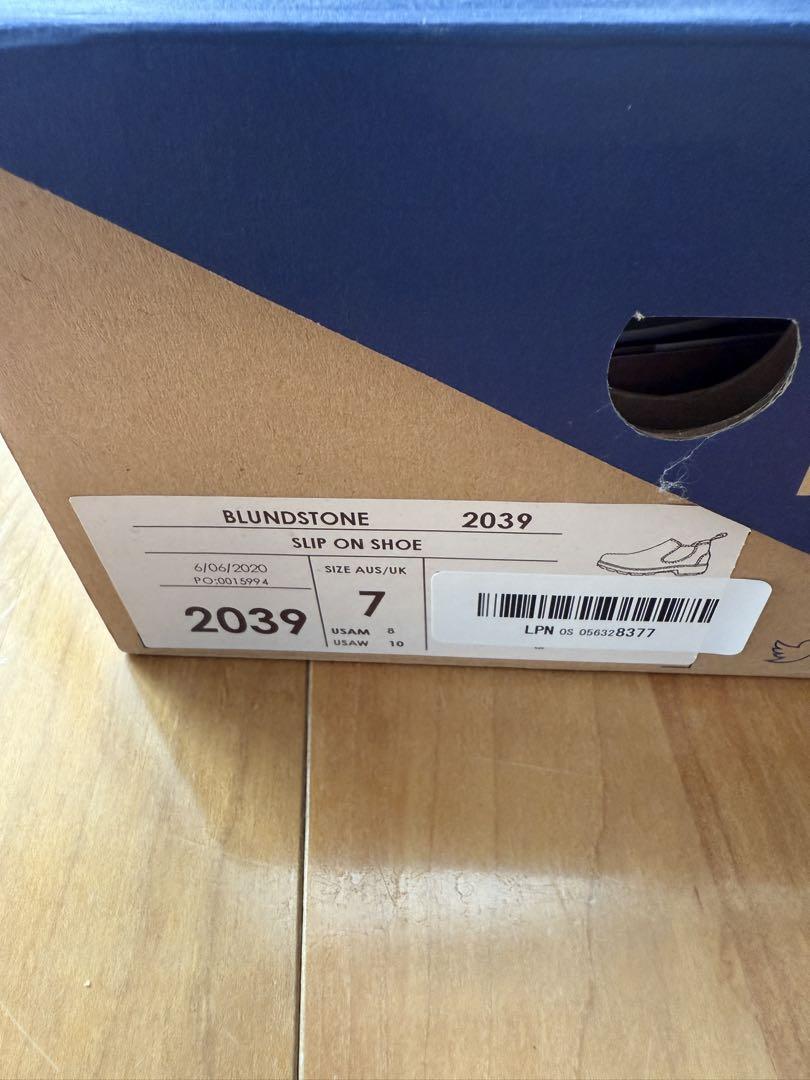 BLUNDSTONE 2039
SLIP ON SHOE
6/06/2020
PO:0015994
2039
SIZE AUS/UK
7
USAM 8
USAW 10
LPN OS 056328377